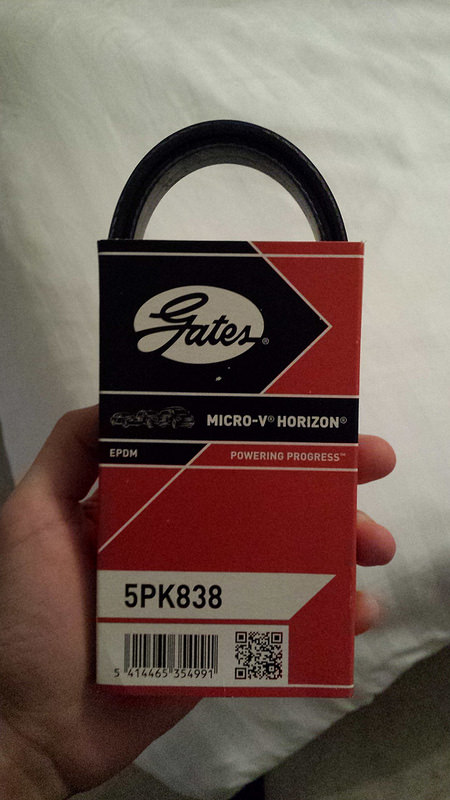 Gates®
MICRO-V® HORIZON®
EPDM
POWERING PROGRESS™
5PK838
5 414465 354991